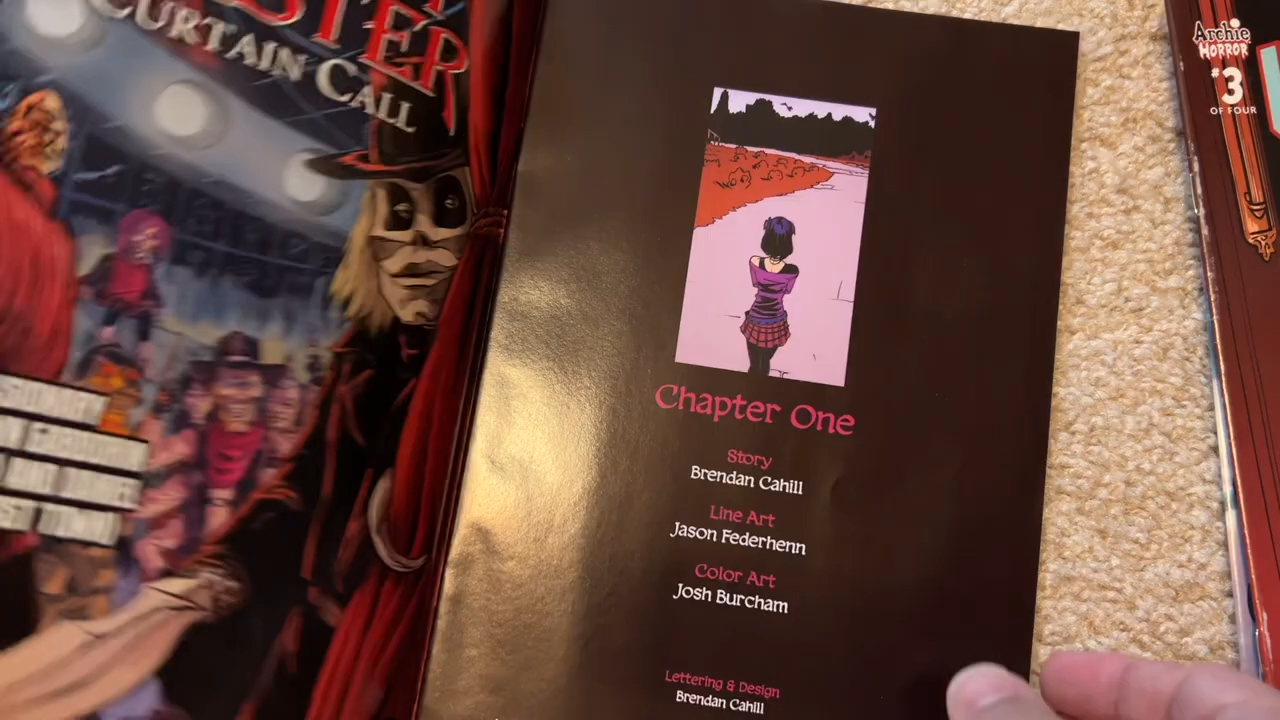 CURTAIN CALL
Chapter One
Story
Brendan Cahill
Line Art
Jason Federhenn
Color Art
Josh Burcham
Lettering & Design
Brendan Cahill
Archie
HORROR
#3
OF FOUR